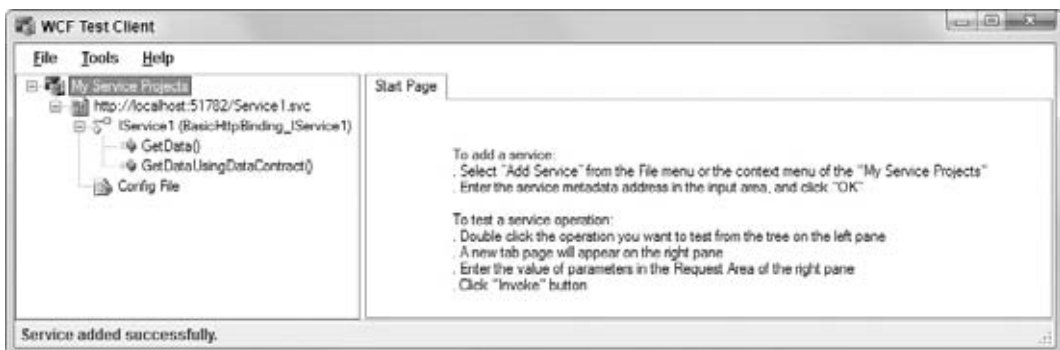 WCF Test Client
File Tools Help
My Service Projects
http://localhost:51782/Service1.svc
IService1 (BasicHttpBinding_IService1)
GetData()
GetDataUsingDataContract()
Config File
Start Page
To add a service:
. Select "Add Service" from the File menu or the context menu of the "My Service Projects"
. Enter the service metadata address in the input area, and click "OK"
To test a service operation:
. Double click the operation you want to test from the tree on the left pane
. A new tab page will appear on the right pane
. Enter the value of parameters in the Request Area of the right pane
. Click "Invoke" button
Service added successfully.